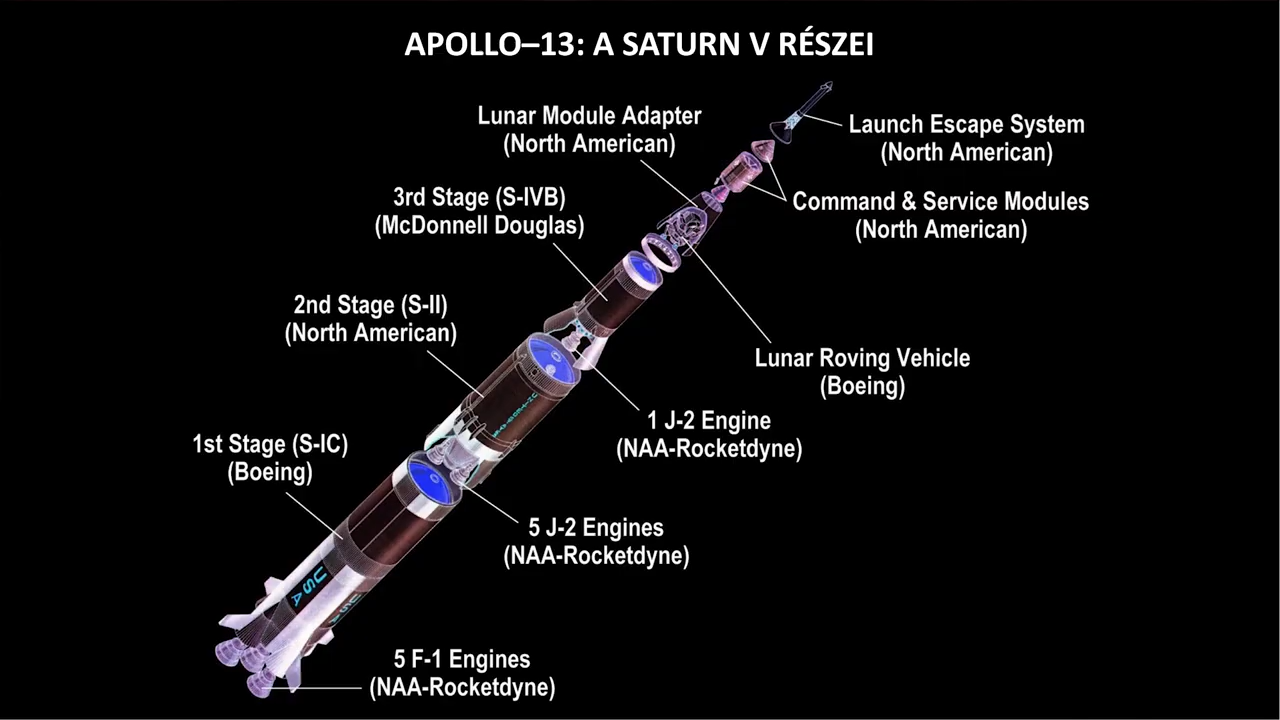 APOLLO–13: A SATURN V RÉSZEI
Lunar Module Adapter
(North American)
Launch Escape System
(North American)
3rd Stage (S-IVB)
(McDonnell Douglas)
Command & Service Modules
(North American)
2nd Stage (S-II)
(North American)
Lunar Roving Vehicle
(Boeing)
1 J-2 Engine
(NAA-Rocketdyne)
1st Stage (S-IC)
(Boeing)
5 J-2 Engines
(NAA-Rocketdyne)
USA
USA
5 F-1 Engines
(NAA-Rocketdyne)